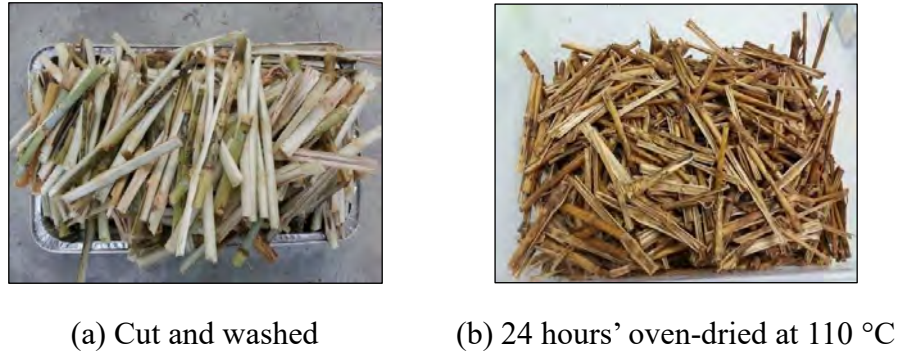 (a) Cut and washed
(b) 24 hours’ oven-dried at 110 °C